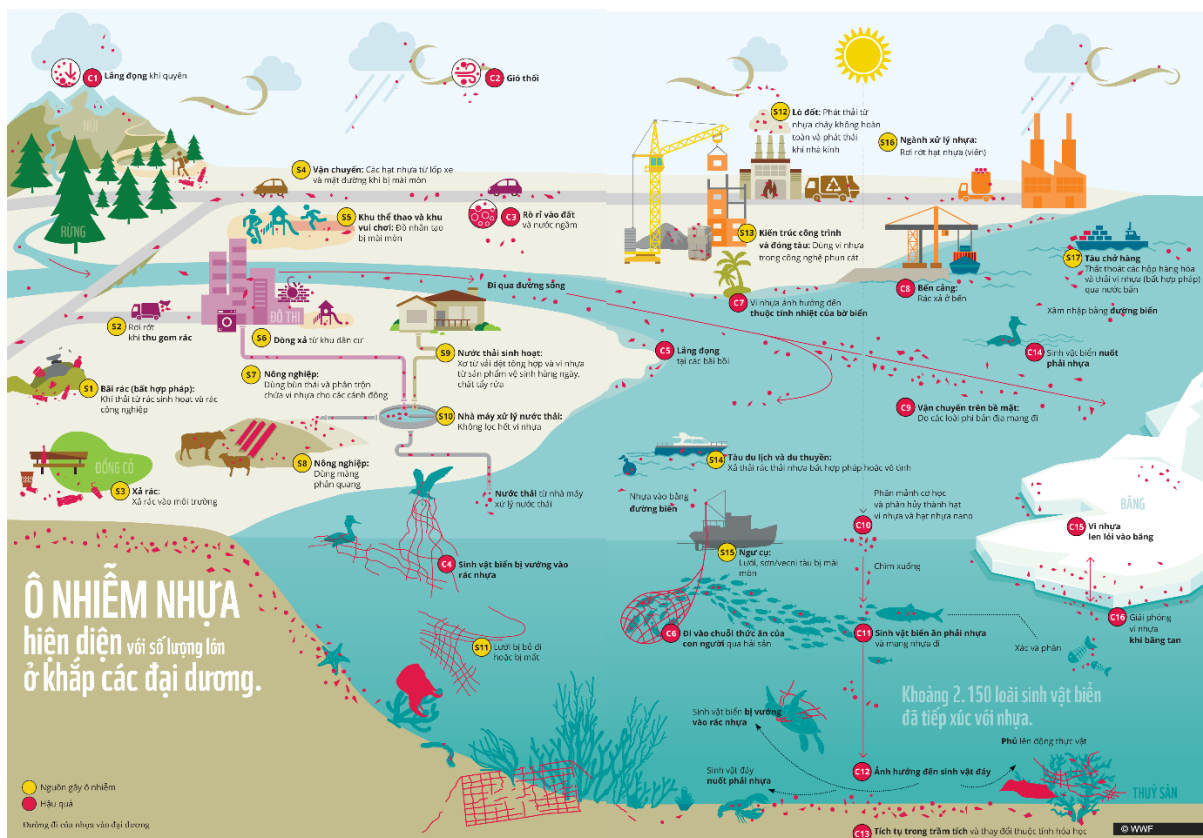 C1 Lắng đọng khí quyển
C2 Gió thổi
NÚI
RỪNG
S4 Vận chuyển: Các hạt nhựa từ lốp xe
và mặt đường khi bị mài mòn
S5 Khu thể thao và khu
vui chơi: Đồ nhân tạo
bị mài mòn
C3 Rò rỉ vào đất
và nước ngầm
S12 Lò đốt: Phát thải từ
nhựa cháy không hoàn
toàn và phát thải
khí nhà kính
S16 Ngành xử lý nhựa:
Rơi rớt hạt nhựa (viên)
S13 Kiến trúc công trình
và đóng tàu: Dùng vi nhựa
trong công nghệ phun cát
S17 Tàu chở hàng
Thất thoát các hộp hàng hóa
và thải vi nhựa (bất hợp pháp)
qua nước bẩn
Xâm nhập bằng đường biển
C8 Bến cảng:
Rác xả ở bến
C7 Vi nhựa ảnh hưởng đến
thuộc tính nhiệt của bờ biển
Đi qua đường sông
ĐÔ THỊ
S2 Rơi rớt
khi thu gom rác
S6 Dòng xả từ khu dân cư
S7 Nông nghiệp:
Dùng bùn thải và phân trộn
chứa vi nhựa cho các cánh đồng
S9 Nước thải sinh hoạt:
Xơ từ vải dệt tổng hợp và vi nhựa
từ sản phẩm vệ sinh hàng ngày,
chất tẩy rửa
C5 Lắng đọng
tại các bãi bồi
C14 Sinh vật biển nuốt
phải nhựa
S1 Bãi rác (bất hợp pháp):
Khí thải từ rác sinh hoạt và rác
công nghiệp
S10 Nhà máy xử lý nước thải:
Không lọc hết vi nhựa
C9 Vận chuyên trên bề mặt:
Do các loài phi bản địa mang đi
ĐỒNG CỎ
S3 Xả rác:
Xả rác vào môi trường
S8 Nông nghiệp:
Dùng màng
phản quang
Nước thải từ nhà máy
xử lý nước thải
S14 Tàu du lịch và du thuyền:
Xả thải rác thải nhựa bất hợp pháp hoặc vô tình
Nhựa vào bằng
đường biển
Phân mảnh cơ học
và phân hủy thành hạt
vi nhựa và hạt nhựa nano
C10
BĂNG
C15 Vi nhựa
len lỏi vào băng
S15 Ngư cụ:
Lưới, sơn/vecni tàu bị mài
mòn
Chìm xuống
C4 Sinh vật biển bị vướng vào
rác nhựa
Ô NHIỄM NHỰA
hiện diện với số lượng lớn
ở khắp các đại dương.
S11 Lưới bị bỏ đi
hoặc bị mất
C6 Đi vào chuỗi thức ăn của
con người qua hải sản
C11 Sinh vật biển ăn phải nhựa
và mang nhựa đi
C16 Giải phóng
vi nhựa
khi băng tan
Xác và phân
Khoảng 2.150 loài sinh vật biển
đã tiếp xúc với nhựa.
Sinh vật biển bị vướng
vào rác nhựa
Phủ lên động thực vật
C12 Ảnh hưởng đến sinh vật đáy
Sinh vật đáy
nuốt phải nhựa
THUỶ SẢN
Nguồn gây ô nhiễm
Hậu quả
Đường đi của nhựa vào đại dương
C13 Tích tụ trong trầm tích và thay đổi thuộc tính hóa học
© WWF